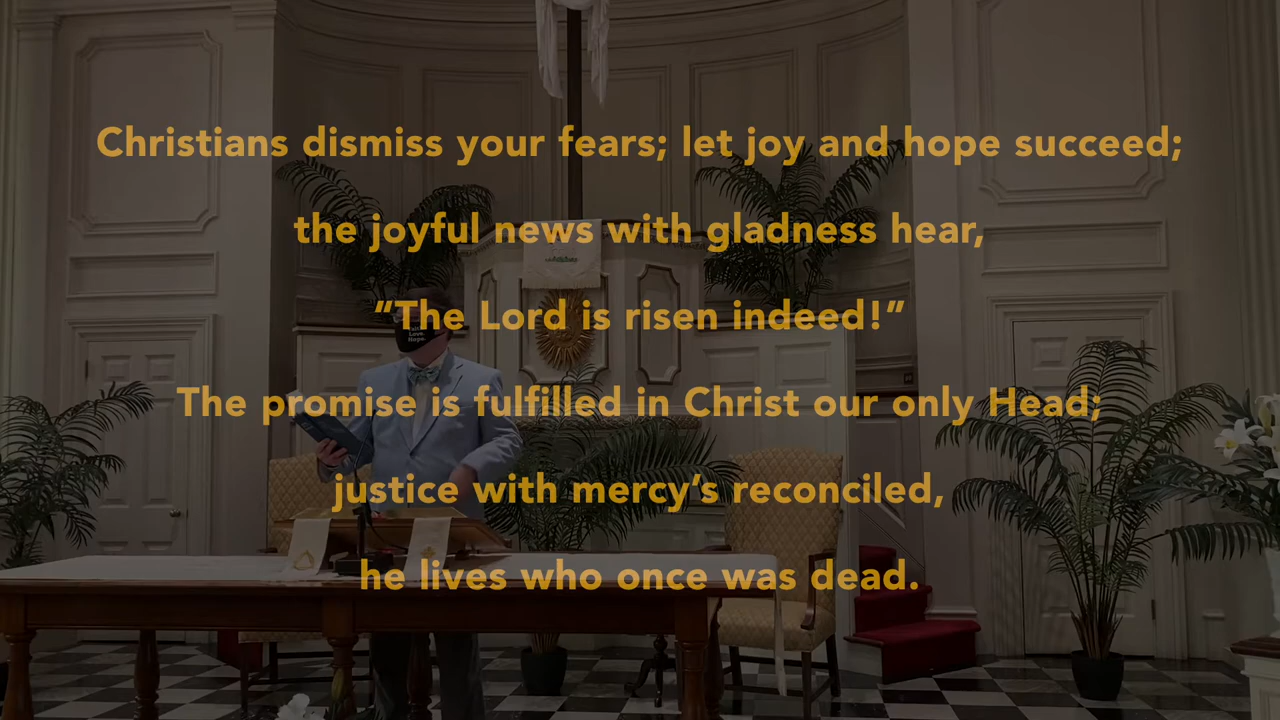 Christians dismiss your fears; let joy and hope succeed;
the joyful news with gladness hear,
“The Lord is risen indeed!”
The promise is fulfilled in Christ our only Head;
justice with mercy’s reconciled,
he lives who once was dead.
Love.
Hope.